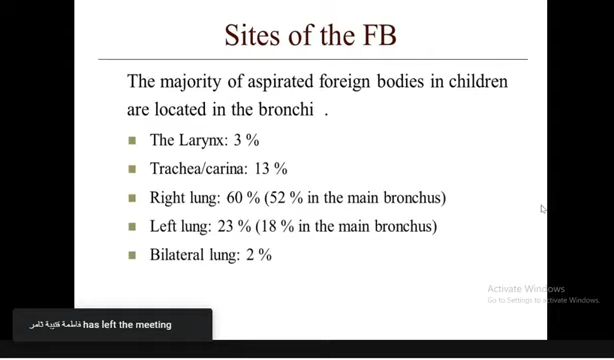 Sites of the FB
The majority of aspirated foreign bodies in children
are located in the bronchi .
The Larynx: 3 %
Trachea/carina: 13 %
Right lung: 60 % (52 % in the main bronchus)
Left lung: 23 % (18 % in the main bronchus)
Bilateral lung: 2 %
Activate Windows
Go to Settings to activate Windows.
فاطمة قتيبة ثامر has left the meeting